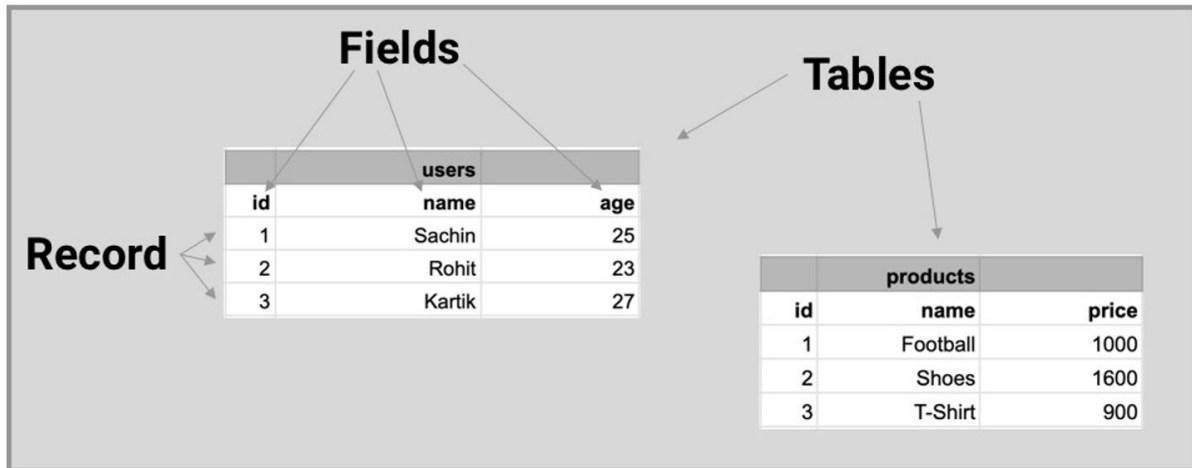 Fields
Tables
users
id name age
1 Sachin 25
2 Rohit 23
3 Kartik 27
Record
products
id name price
1 Football 1000
2 Shoes 1600
3 T-Shirt 900